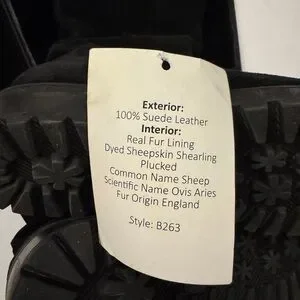 Exterior:
100% Suede Leather
Interior:
Real Fur Lining
Dyed Sheepskin Shearling
Plucked
Common Name Sheep
Scientific Name Ovis Aries
Fur Origin England
Style: B263